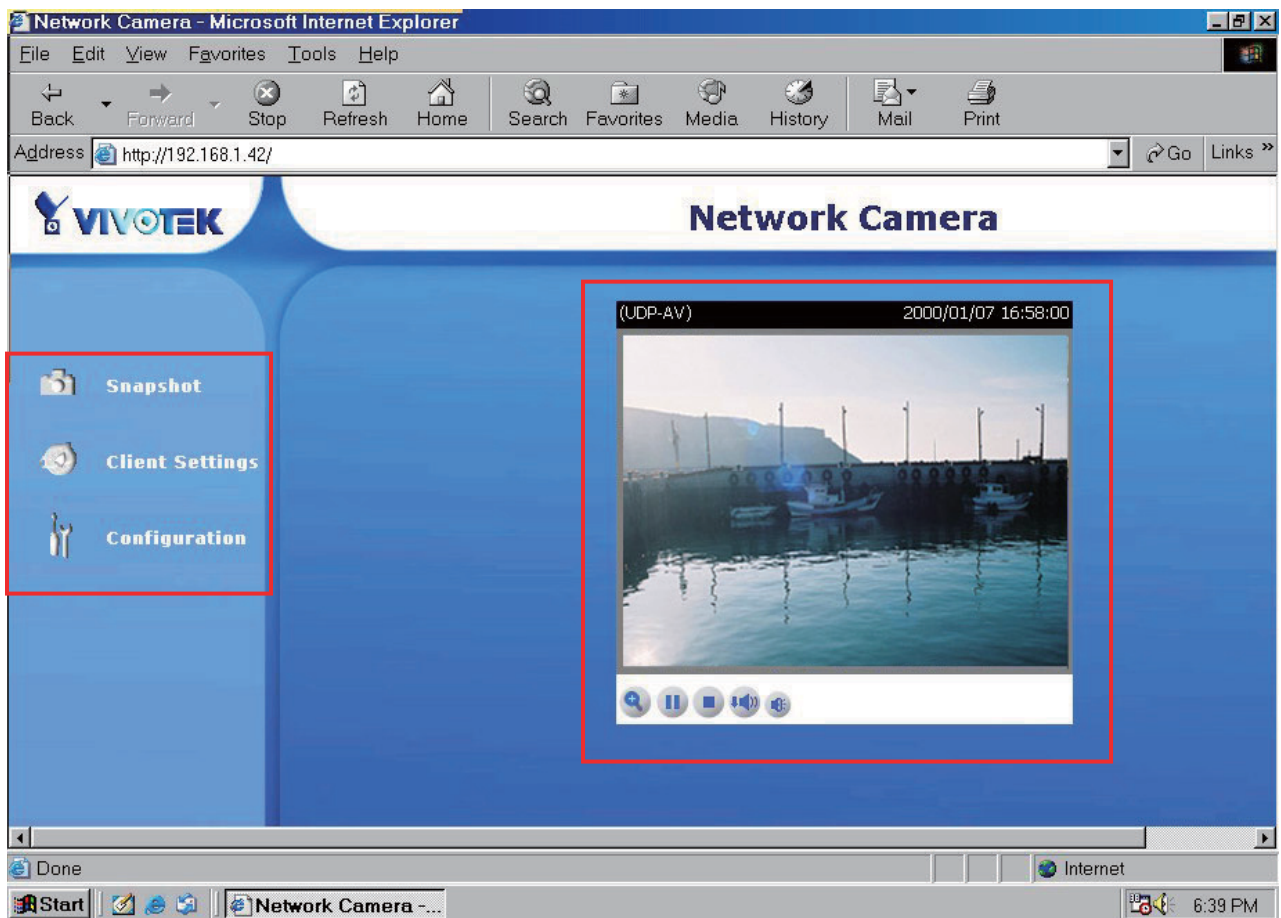 Network Camera - Microsoft Internet Explorer
File Edit View Favorites Tools Help
Back Forward Stop Refresh Home Search Favorites Media History Mail Print
Address http://192.168.1.42/ Go Links »
VIVOTEK
Network Camera
(UDP-AV) 2000/01/07 16:58:00
Snapshot
Client Settings
Configuration
Done Internet
Start Network Camera -... 6:39 PM